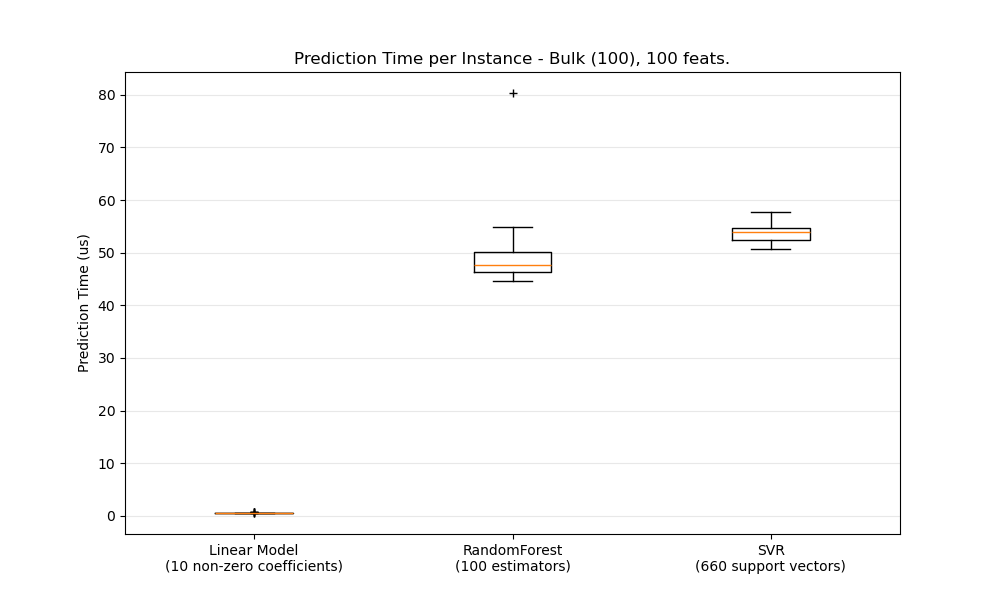 Prediction Time per Instance - Bulk (100), 100 feats.
80
70
60
50
40
30
20
10
0
Prediction Time (us)
Linear Model
(10 non-zero coefficients)
RandomForest
(100 estimators)
SVR
(660 support vectors)